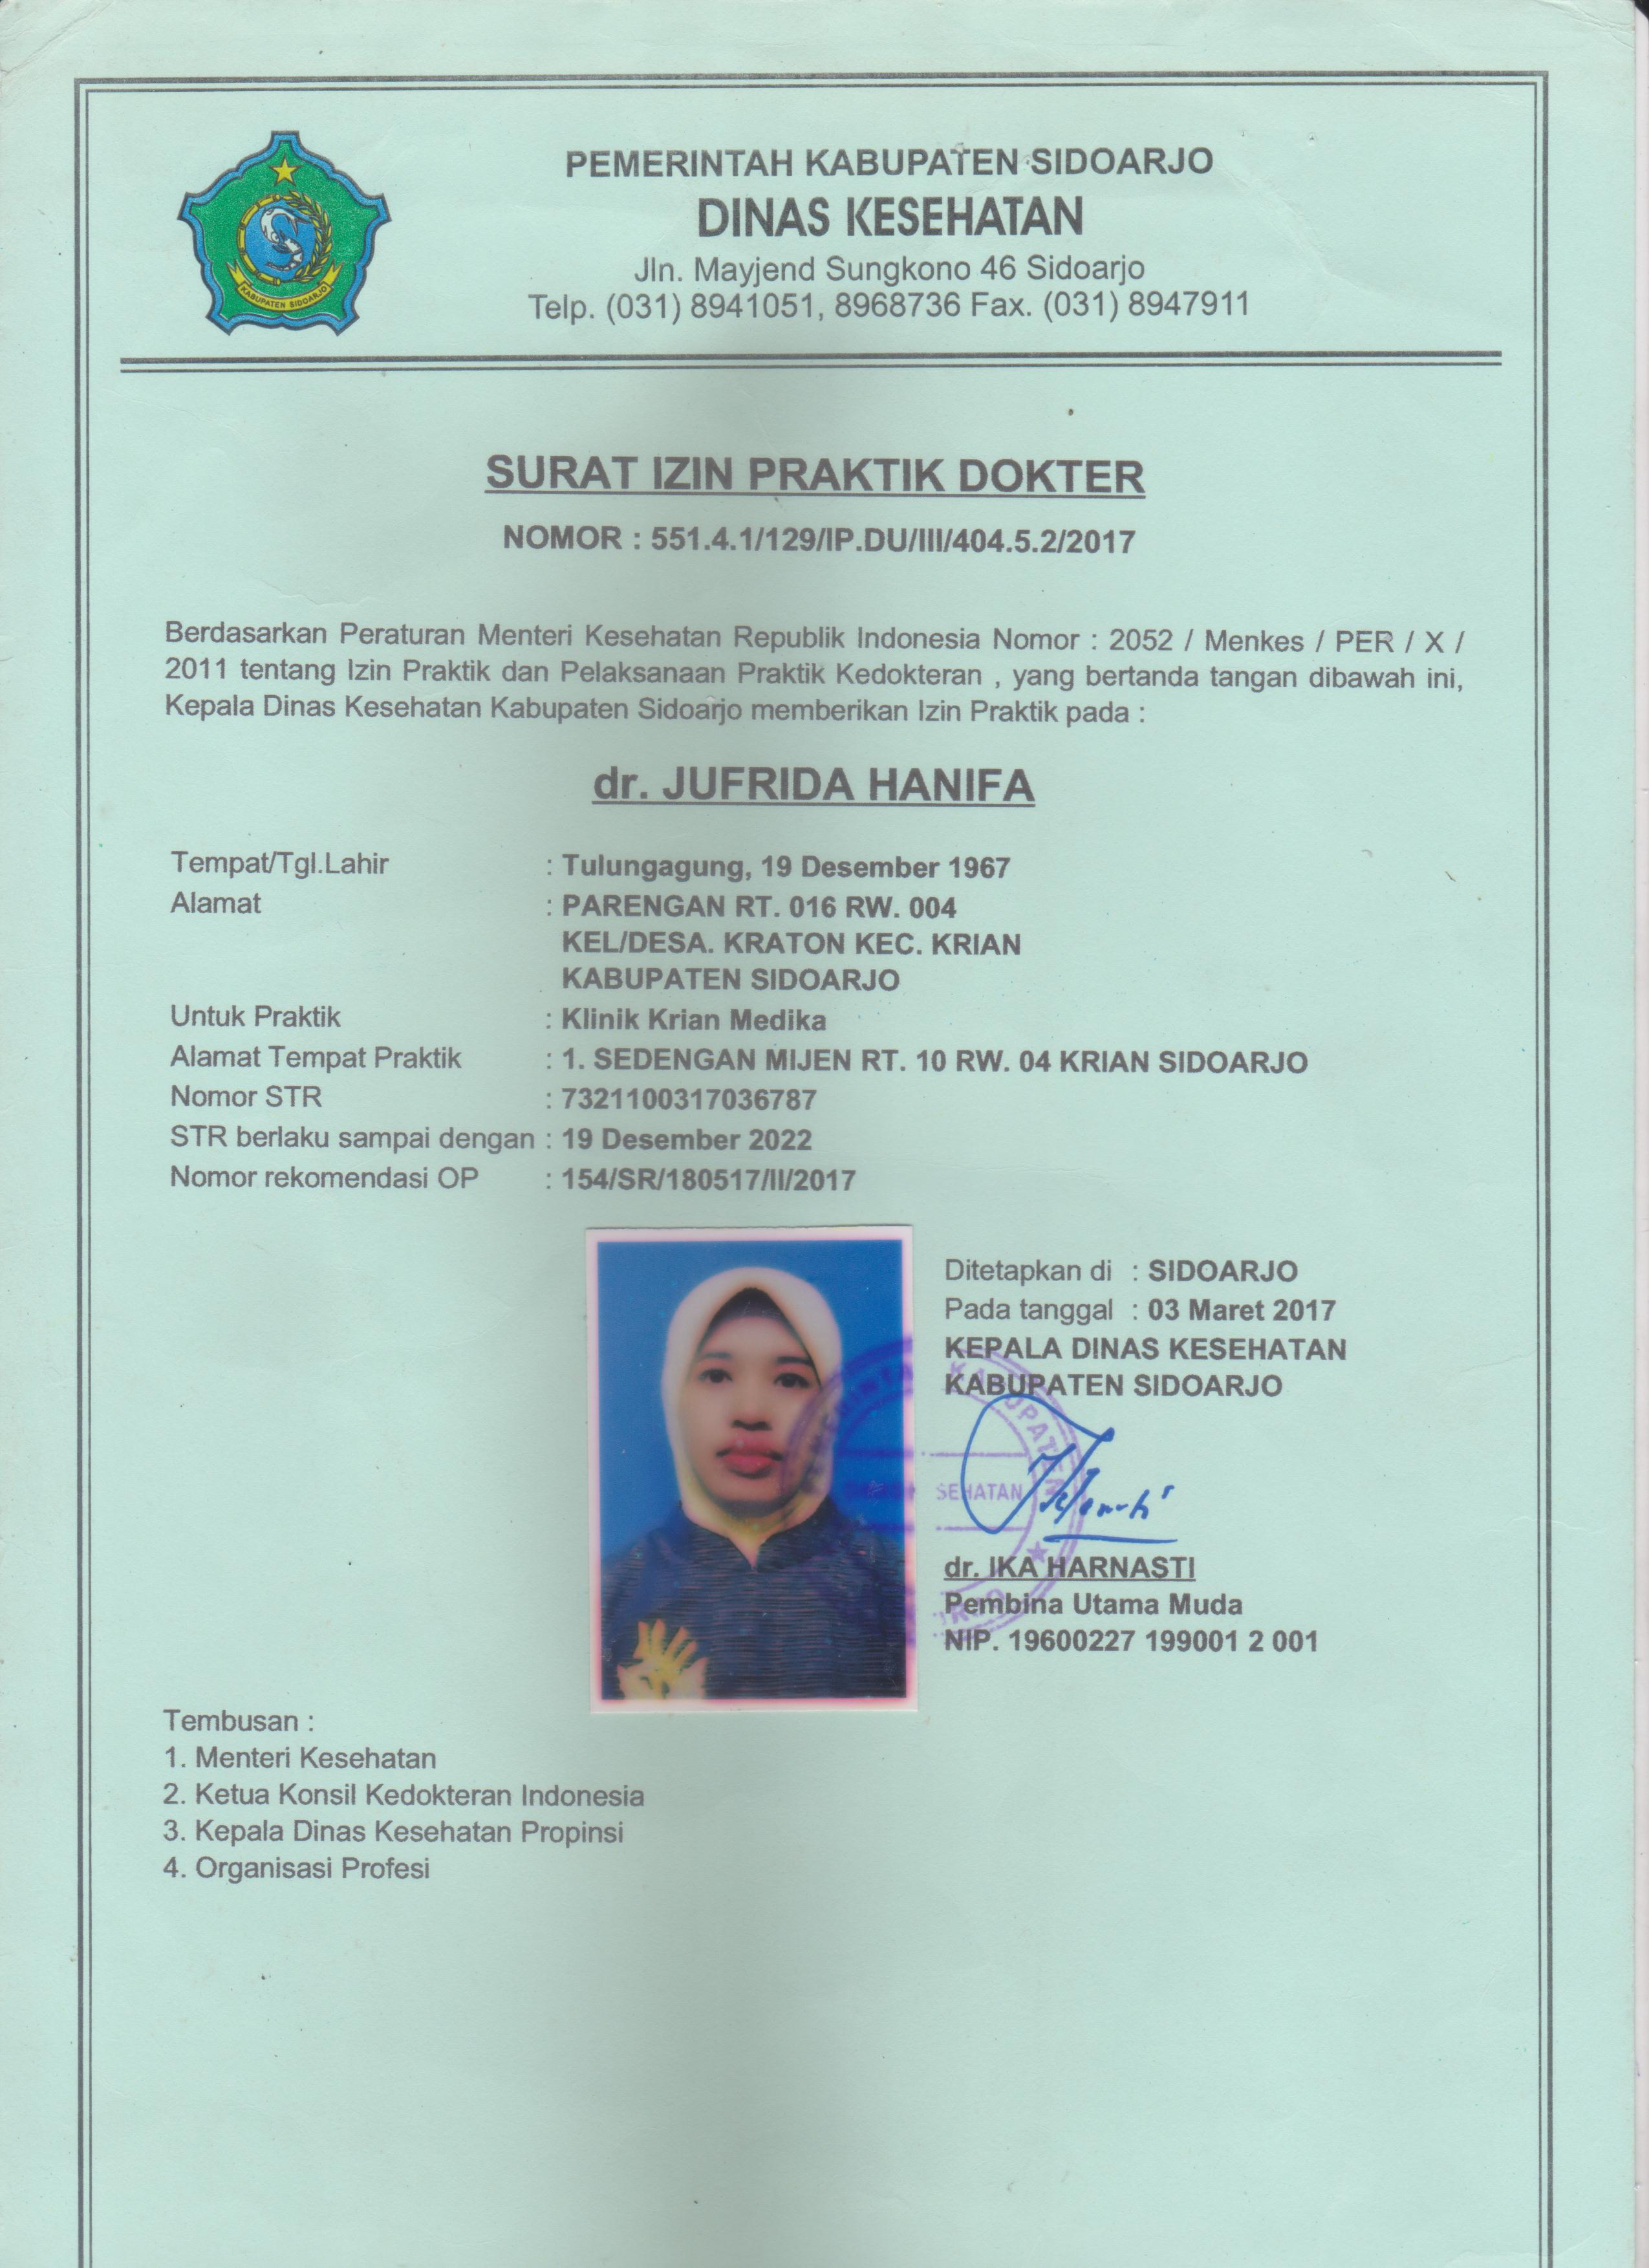 PEMERINTAH KABUPATEN SIDOARJO
DINAS KESEHATAN
Jln. Mayjend Sungkono 46 Sidoarjo
Telp. (031) 8941051, 8968736 Fax. (031) 8947911
KABUPATEN SIDOARJO
SURAT IZIN PRAKTIK DOKTER
NOMOR : 551.4.1/129/IP.DU/III/404.5.2/2017
Berdasarkan Peraturan Menteri Kesehatan Republik Indonesia Nomor : 2052 / Menkes / PER / X /
2011 tentang Izin Praktik dan Pelaksanaan Praktik Kedokteran , yang bertanda tangan dibawah ini,
Kepala Dinas Kesehatan Kabupaten Sidoarjo memberikan Izin Praktik pada :
dr. JUFRIDA HANIFA
Tempat/Tgl.Lahir : Tulungagung, 19 Desember 1967
Alamat : PARENGAN RT. 016 RW. 004
KEL/DESA. KRATON KEC. KRIAN
KABUPATEN SIDOARJO
Untuk Praktik : Klinik Krian Medika
Alamat Tempat Praktik : 1. SEDENGAN MIJEN RT. 10 RW. 04 KRIAN SIDOARJO
Nomor STR : 7321100317036787
STR berlaku sampai dengan : 19 Desember 2022
Nomor rekomendasi OP : 154/SR/180517/II/2017
Ditetapkan di : SIDOARJO
Pada tanggal : 03 Maret 2017
KEPALA DINAS KESEHATAN
KABUPATEN SIDOARJO
dr. IKA HARNASTI
Pembina Utama Muda
NIP. 19600227 199001 2 001
Tembusan :
1. Menteri Kesehatan
2. Ketua Konsil Kedokteran Indonesia
3. Kepala Dinas Kesehatan Propinsi
4. Organisasi Profesi